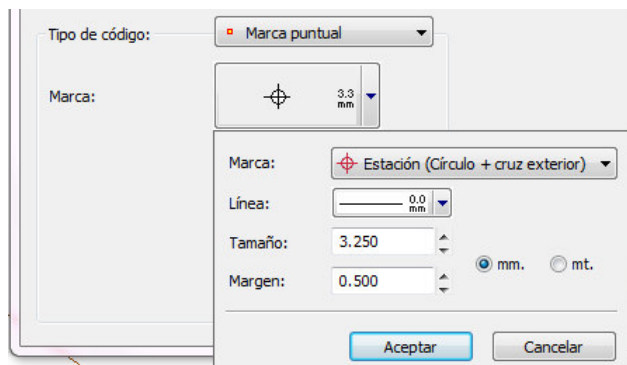 Tipo de código: Marca puntual
Marca: 3.3 mm
Marca: Estación (Círculo + cruz exterior)
Línea: 0.0 mm
Tamaño: 3.250
mm. mt.
Margen: 0.500
Aceptar Cancelar